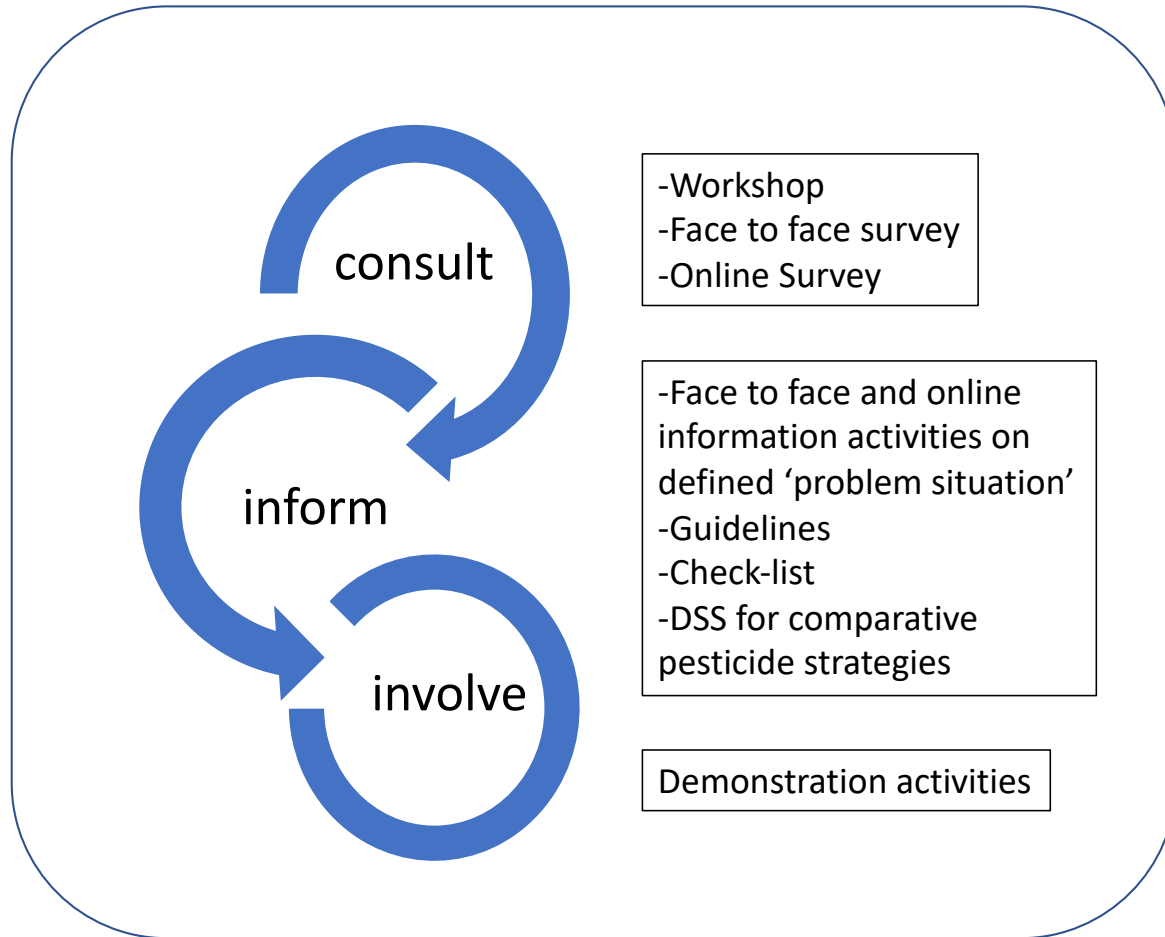 consult
-Workshop
-Face to face survey
-Online Survey
inform
-Face to face and online
information activities on
defined ‘problem situation’
-Guidelines
-Check-list
-DSS for comparative
pesticide strategies
involve
Demonstration activities